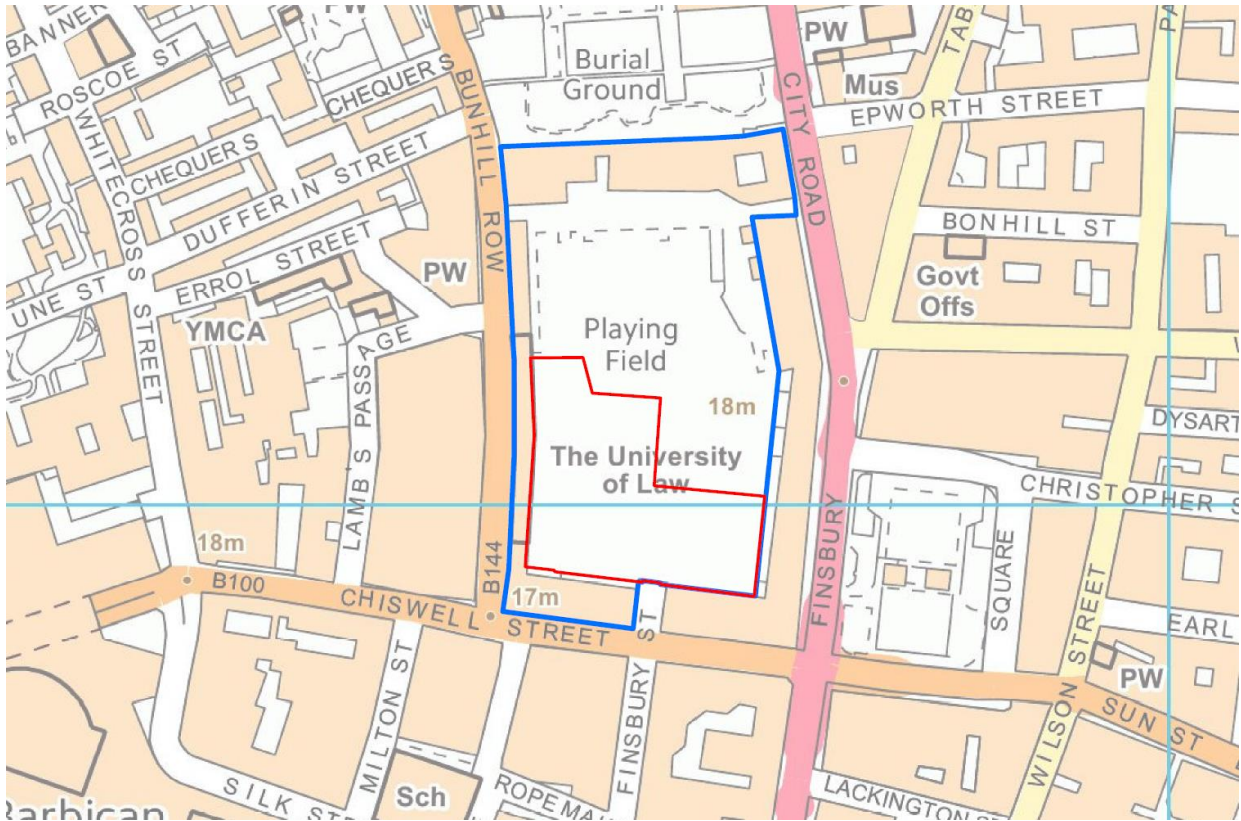 BANNER
PW
ROSCOE ST
WHITECROSS STREET
CHEQUERS
CHEQUERS
DUFFERIN STREET
ERROL STREET
UNE ST
YMCA
LAMB'S PASSAGE
PW
BUNHILL ROW
B144
Burial
Ground
CITY ROAD
PW
Mus
TAB
PA
EPWORTH STREET
BONHILL ST
Govt
Offs
Playing
Field
18m
The University
of Law
DYSART
CHRISTOPHER S
FINSBURY
SQUARE
WILSON STREET
EARL
PW
SUN ST
18m
B100
CHISWELL STREET
17m
FINSBURY ST
MILTON ST
SILK ST
Sch
ROPEMA
LACKINGTON ST
Barbican